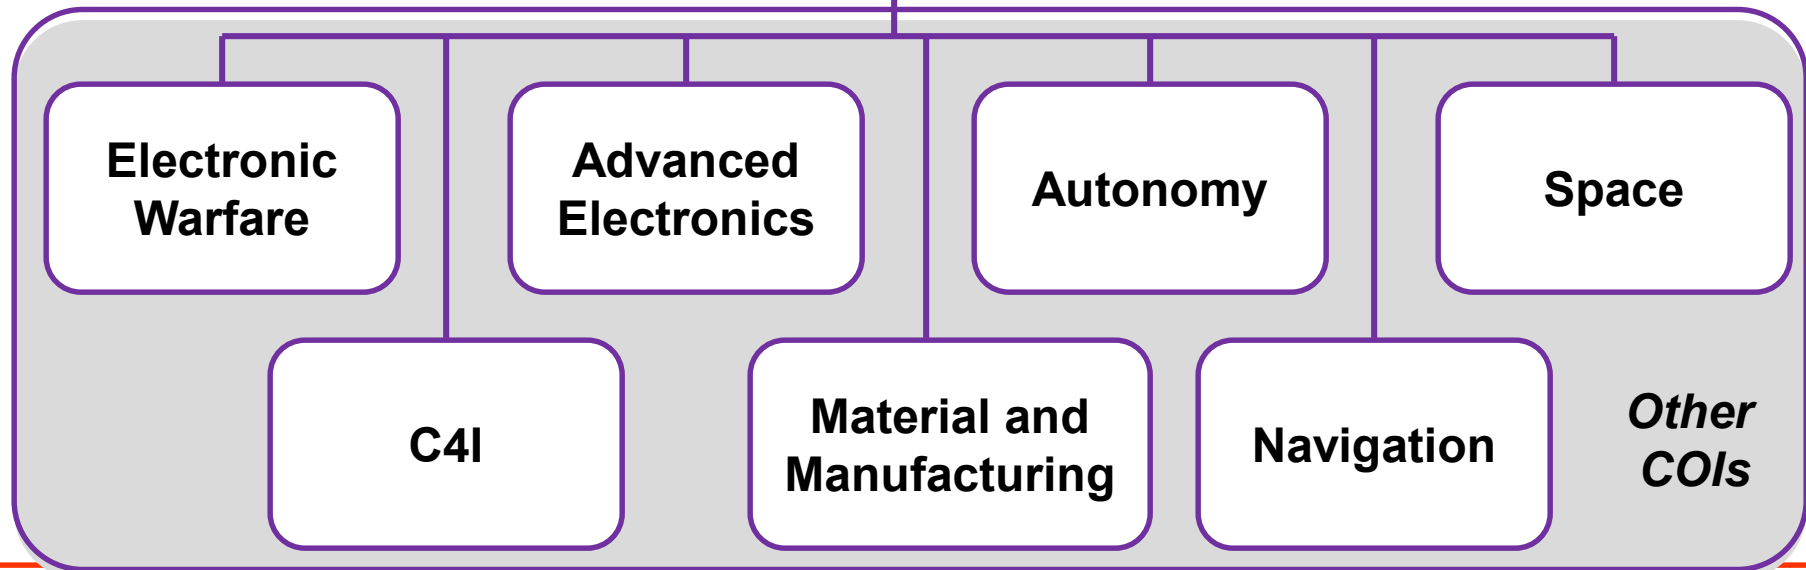 Electronic
Warfare
Advanced
Electronics
Autonomy
Space
C4I
Material and
Manufacturing
Navigation
Other
COIs